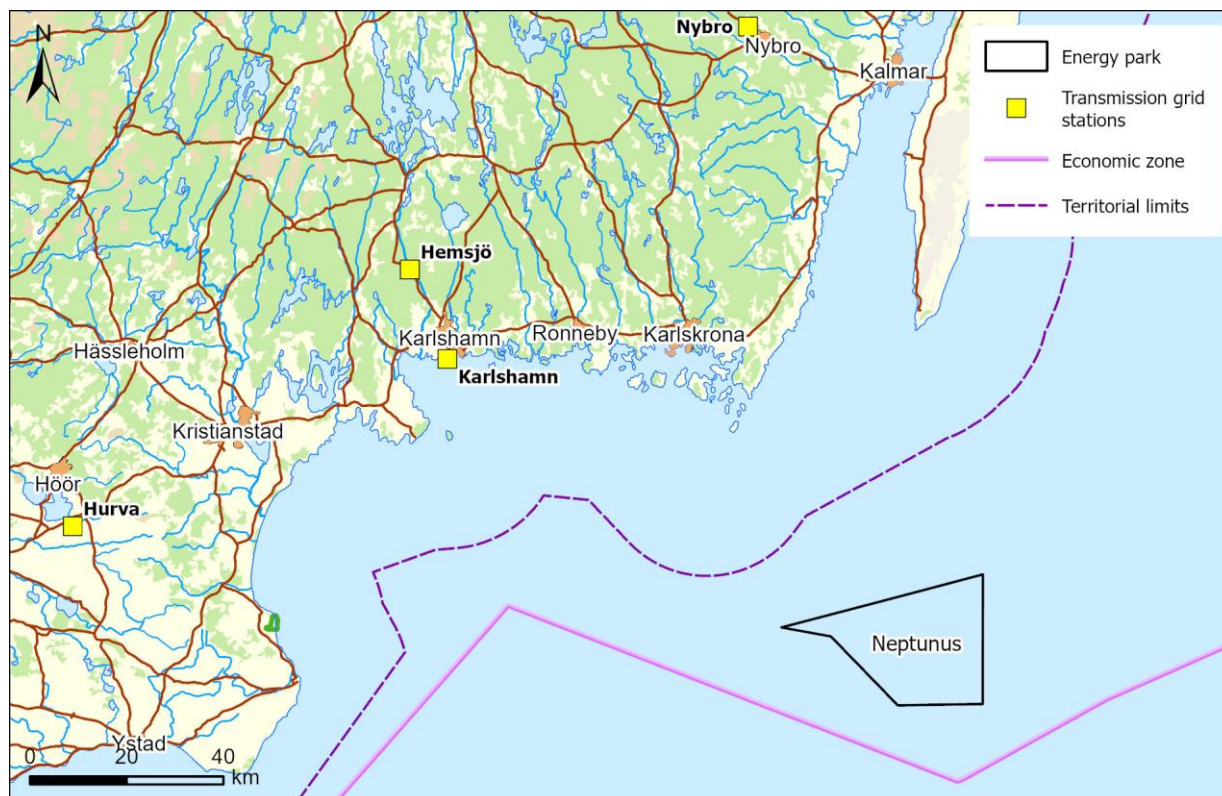 N
Nybro
Nybro
Kalmar
Energy park
Transmission grid
stations
Economic zone
Territorial limits
Hemsjö
Karlshamn
Ronneby
Karlskrona
Hässleholm
Karlshamn
Kristianstad
Höör
Hurva
Neptunus
Ystad
0 20 40
km